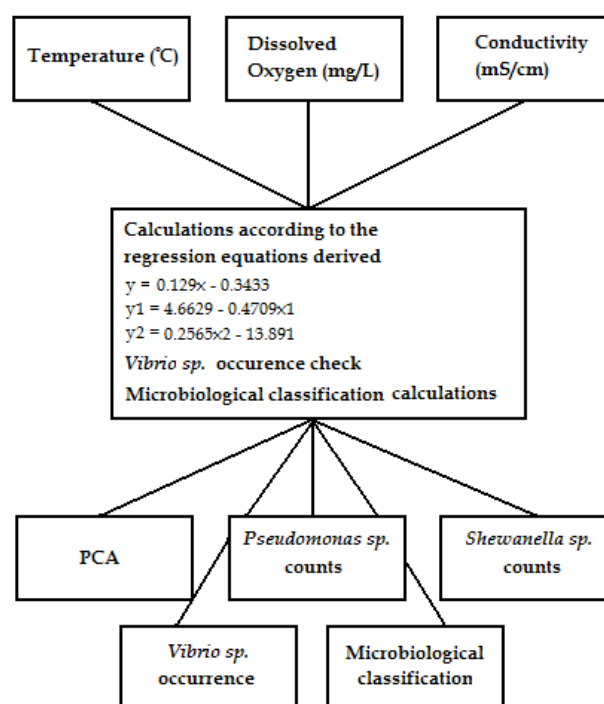 Temperature (°C)
Dissolved
Oxygen (mg/L)
Conductivity
(mS/cm)
Calculations according to the
regression equations derived
y = 0.129x - 0.3433
y1 = 4.6629 - 0.4709x1
y2 = 0.2565x2 - 13.891
Vibrio sp. occurence check
Microbiological classification calculations
PCA
Pseudomonas sp.
counts
Shewanella sp.
counts
Vibrio sp.
occurrence
Microbiological
classification